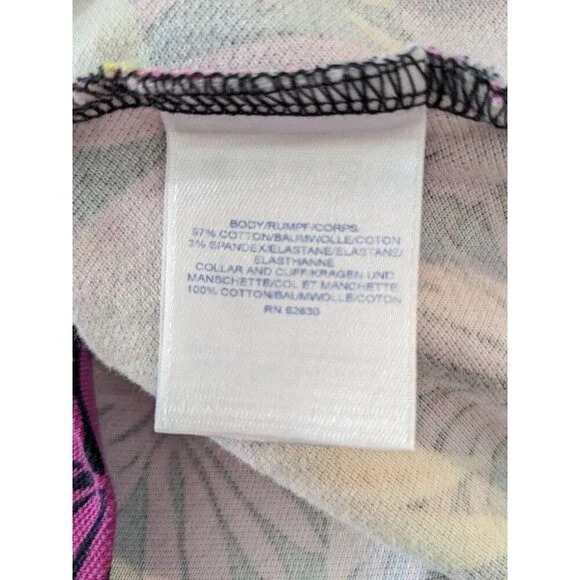 BODY/RUMPF/CORPS
97% COTTON/BAUMWOLLE/COTON
3% SPANDEX/ELASTANE/ELASTANE/
ELASTHANNE
COLLAR AND CUFF/KRAGEN UND
MANSCHETTE/COL ET MANCHETTE
100% COTTON/BAUMWOLLE/COTON
RN 62630